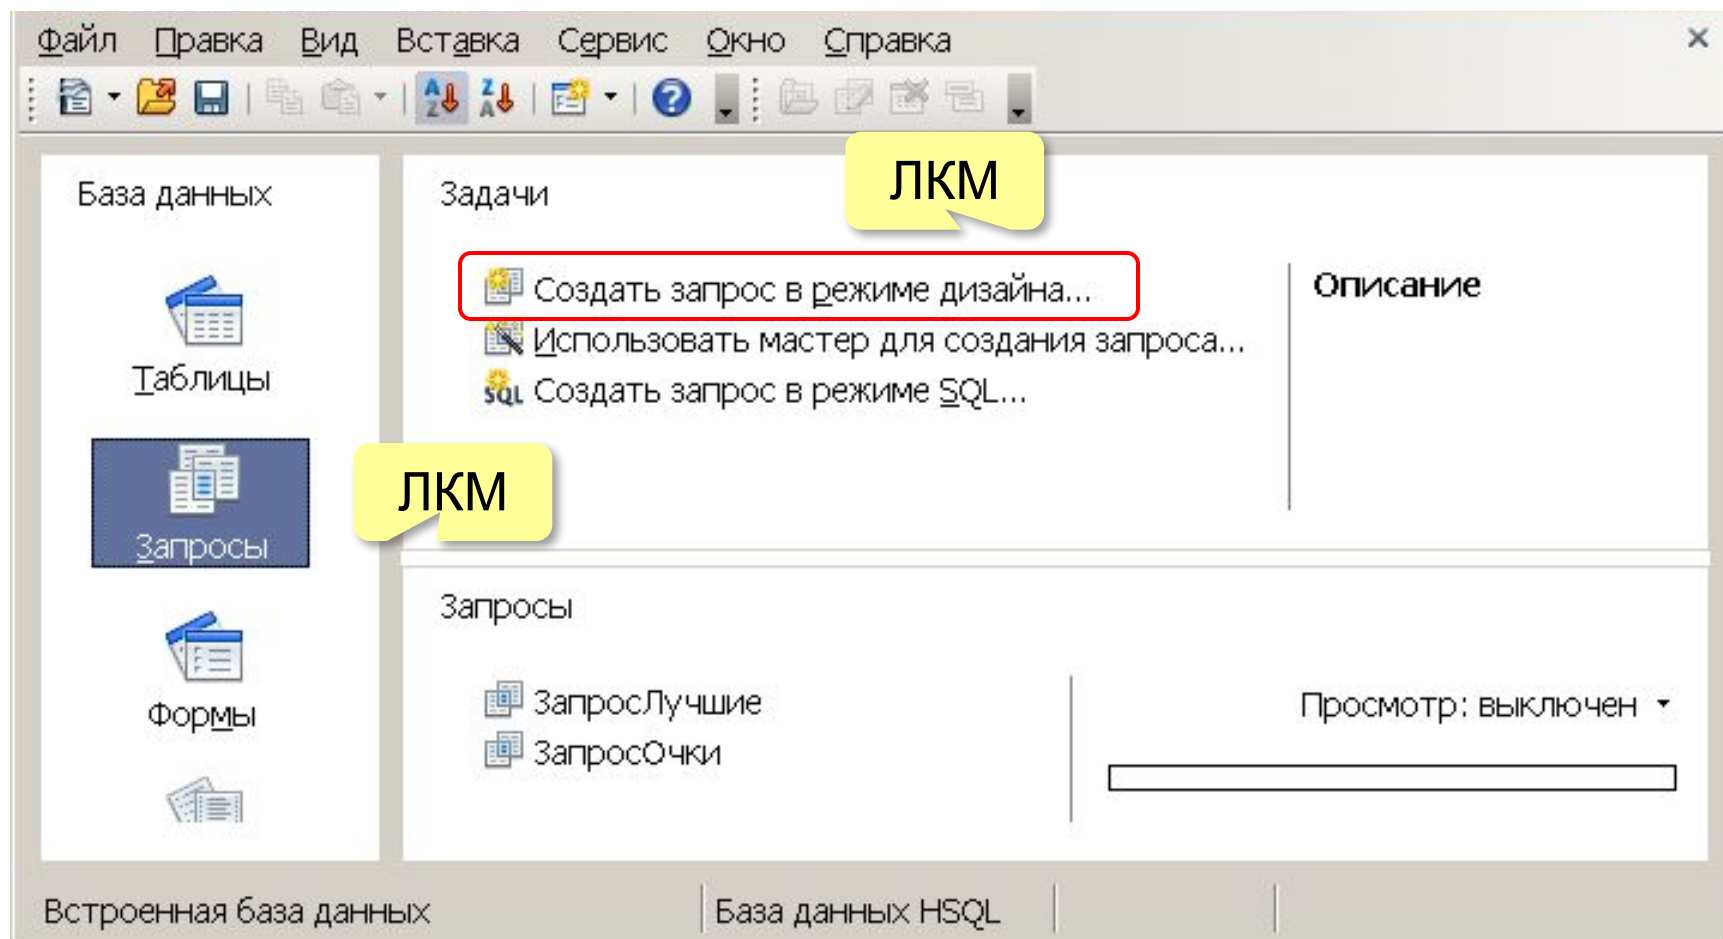 Файл Правка Вид Вставка Сервис Окно Справка
База данных
Таблицы
Запросы
Формы
ЛКМ
Задачи
ЛКМ
Создать запрос в режиме дизайна...
Использовать мастер для создания запроса...
SQL Создать запрос в режиме SQL...
Описание
Запросы
ЗапросЛучшие
ЗапросОчки
Просмотр: выключен
Встроенная база данных
База данных HSQL